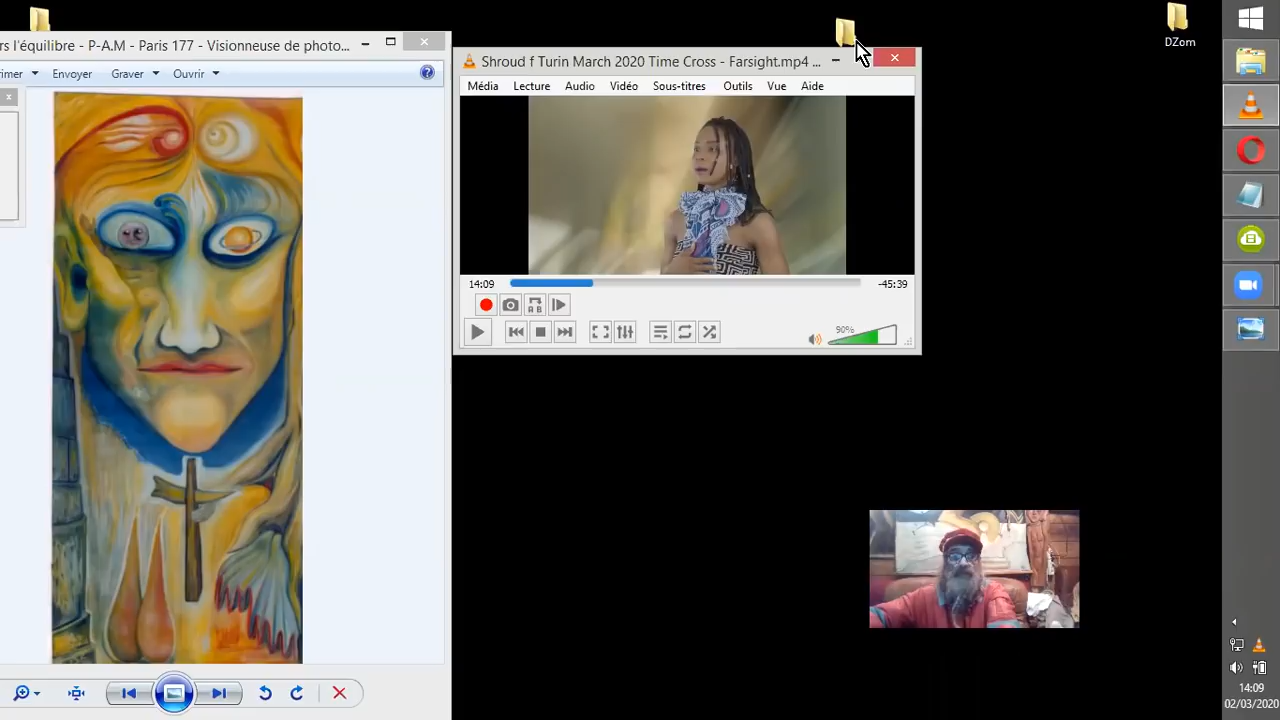 DZom
rs l'équilibre - P-A.M - Paris 177 - Visionneuse de photo...
rimer Envoyer Graver Ouvrir
Shroud f TUrin March 2020 Time Cross - Farsight.mp4 ...
Média Lecture Audio Vidéo Sous-titres Outils Vue Aide
14:09 -45:39
90%
14:09
02/03/2020